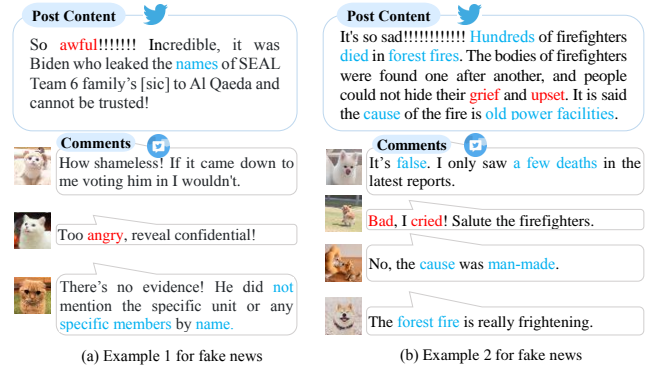 Post Content
So awful!!!!!!! Incredible, it was
Biden who leaked the names of SEAL
Team 6 family's [sic] to Al Qaeda and
cannot be trusted!
Comments
How shameless! If it came down to
me voting him in I wouldn't.
Too angry, reveal confidential!
There's no evidence! He did not
mention the specific unit or any
specific members by name.
(a) Example 1 for fake news
Post Content
It's so sad!!!!!!!!!!!! Hundreds of firefighters
died in forest fires. The bodies of firefighters
were found one after another, and people
could not hide their grief and upset. It is said
the cause of the fire is old power facilities.
Comments
It's false. I only saw a few deaths in the
latest reports.
Bad, I cried! Salute the firefighters.
No, the cause was man-made.
The forest fire is really frightening.
(b) Example 2 for fake news